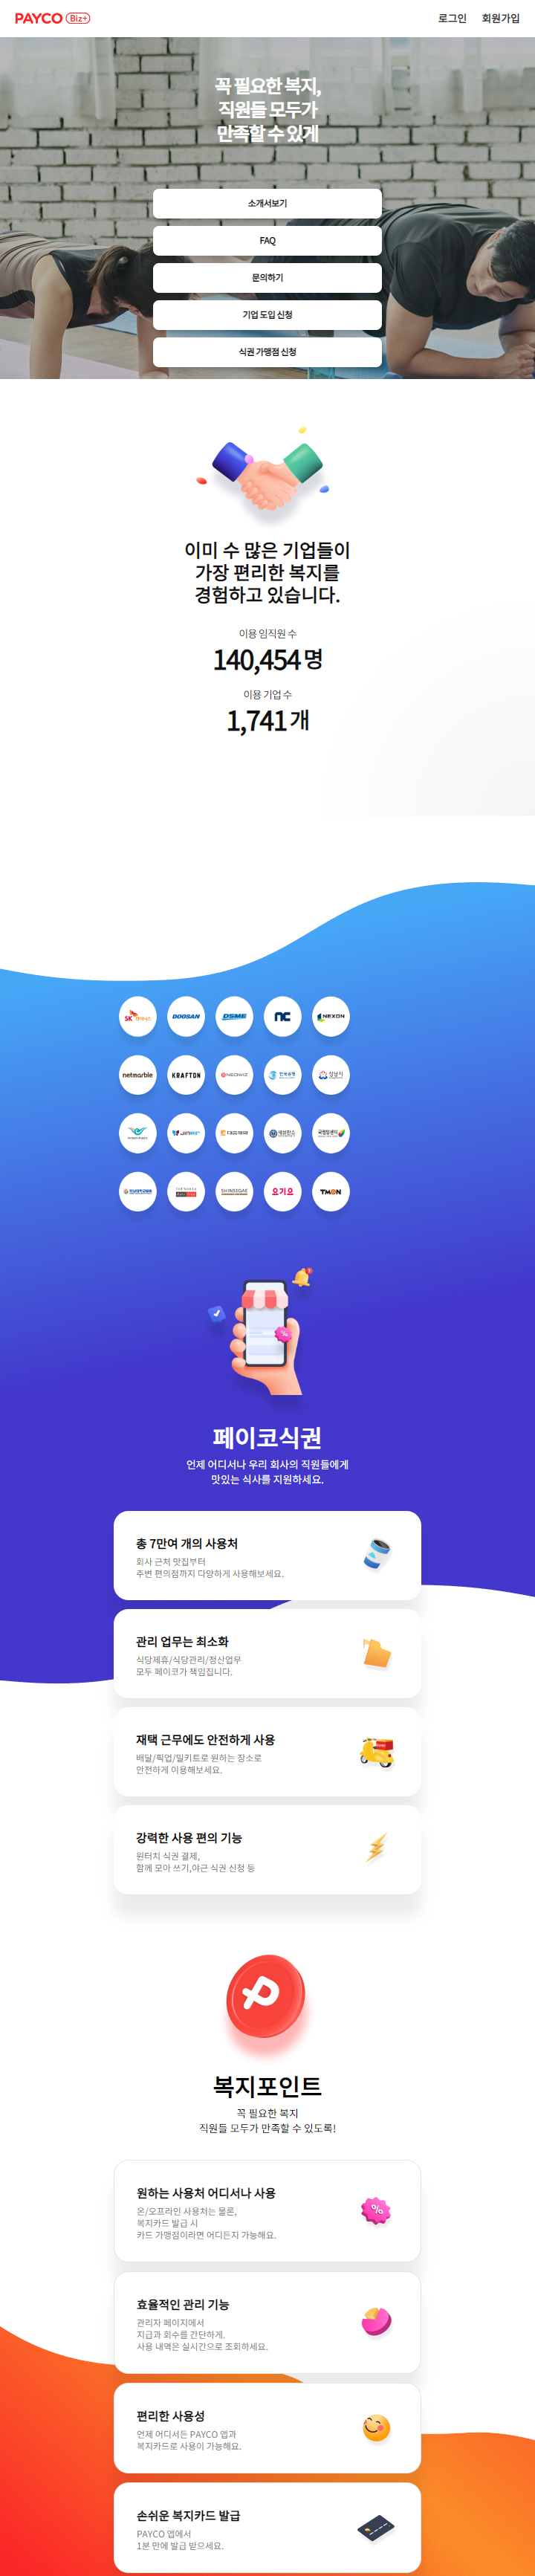 PAYCO Biz+
로그인 회원가입
꼭 필요한 복지,
직원들 모두가
만족할 수 있게
소개서보기
FAQ
문의하기
기업 도입 신청
식권 가맹점 신청
이미 수 많은 기업들이
가장 편리한 복지를
경험하고 있습니다.
이용 임직원 수
140,454 명
이용 기업 수
1,741 개
SK 하이닉스 DOOSAN DSME nc NEXON
netmarble KRAFTON NEOWIZ
요기요 TMON
페이코식권
언제 어디서나 우리 회사의 직원들에게
맛있는 식사를 지원하세요.
총 7만여 개의 사용처
회사 근처 맛집부터
주변 편의점까지 다양하게 사용해보세요.
관리 업무는 최소화
식당제휴/식당관리/정산업무
모두 페이코가 책임집니다.
재택 근무에도 안전하게 사용
배달/픽업/밀키트로 원하는 장소로
안전하게 이용해보세요.
강력한 사용 편의 기능
원터치 식권 결제,
함께 모아 쓰기,야근 식권 신청 등
복지포인트
꼭 필요한 복지
직원들 모두가 만족할 수 있도록!
원하는 사용처 어디서나 사용
온/오프라인 사용처는 물론,
복지카드 발급 시
카드 가맹점이라면 어디든지 가능해요.
효율적인 관리 기능
관리자 페이지에서
지급과 회수를 간단하게.
사용 내역은 실시간으로 조회하세요.
편리한 사용성
언제 어디서든 PAYCO 앱과
복지카드로 사용이 가능해요.
손쉬운 복지카드 발급
PAYCO 앱에서
1분 만에 발급 받으세요.